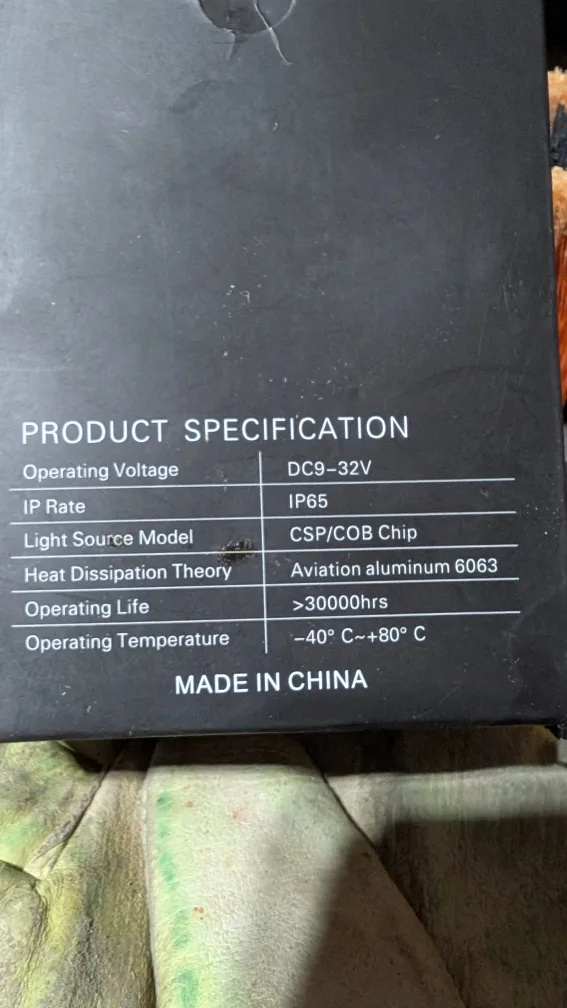 PRODUCT SPECIFICATION
Operating Voltage DC9-32V
IP Rate IP65
Light Source Model CSP/COB Chip
Heat Dissipation Theory Aviation aluminum 6063
Operating Life >30000hrs
Operating Temperature -40° C~+80° C
MADE IN CHINA